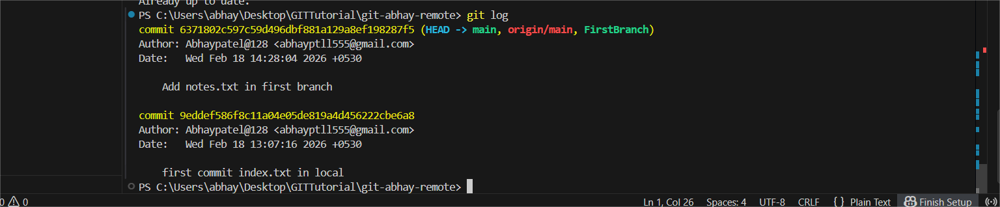 Already up to date.
PS C:\Users\abhay\Desktop\GITTutorial\git-abhay-remote> git log
commit 6371802c597c59d496dbf881a129a8ef198287f5 (HEAD -> main, origin/main, FirstBranch)
Author: Abhaypatel@128 <abhayptll555@gmail.com>
Date:   Wed Feb 18 14:28:04 2026 +0530
    Add notes.txt in first branch
commit 9eddef586f8c11a04e05de819a4d456222cbe6a8
Author: Abhaypatel@128 <abhayptll555@gmail.com>
Date:   Wed Feb 18 13:07:16 2026 +0530
    first commit index.txt in local
PS C:\Users\abhay\Desktop\GITTutorial\git-abhay-remote>
0 0 Ln 1, Col 26 Spaces: 4 UTF-8 CRLF { } Plain Text Finish Setup